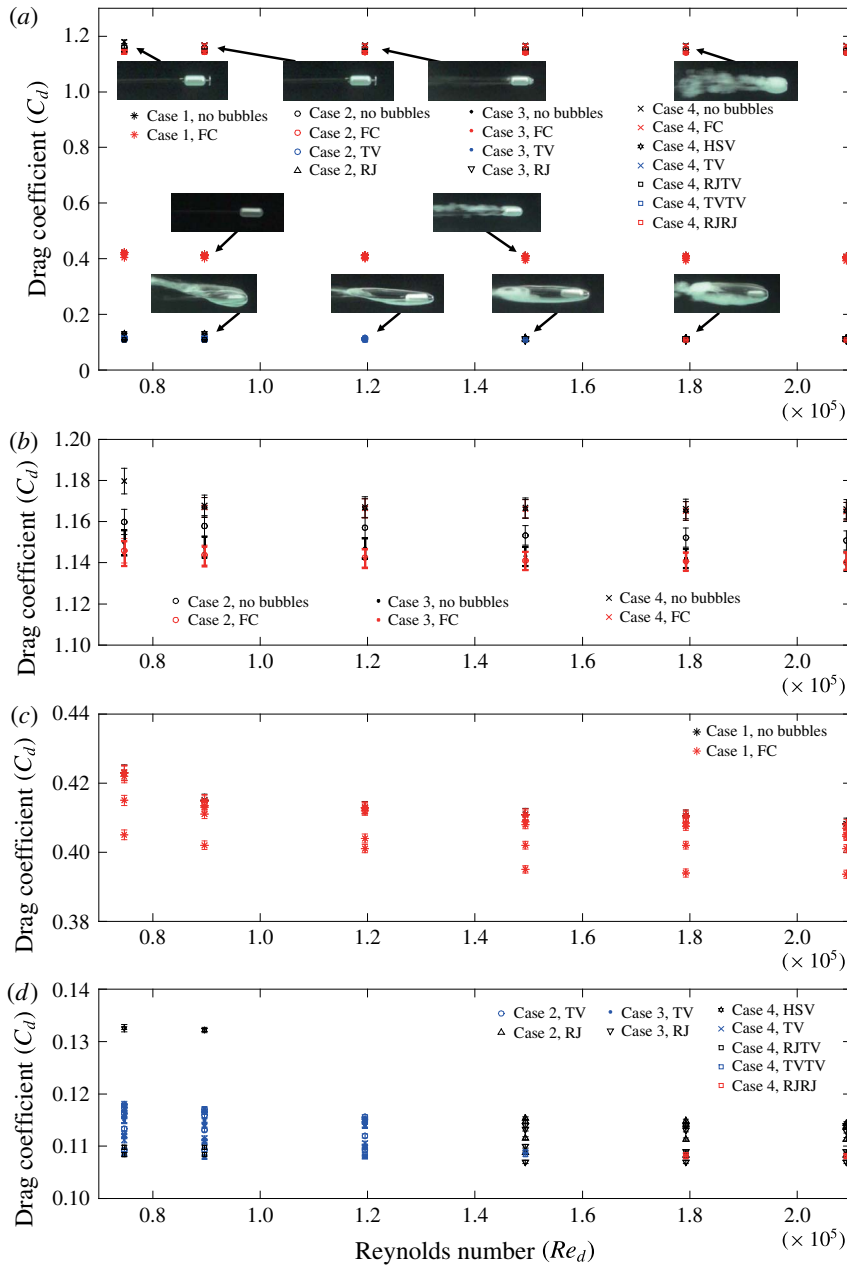 (a)
1.2
1.0
0.8
0.6
0.4
0.2
0
Drag coefficient (Cd)
Case 1, no bubbles
Case 1, FC
Case 2, no bubbles
Case 2, FC
Case 2, TV
Case 2, RJ
Case 3, no bubbles
Case 3, FC
Case 3, TV
Case 3, RJ
Case 4, no bubbles
Case 4, FC
Case 4, HSV
Case 4, TV
Case 4, RJTV
Case 4, TVTV
Case 4, RJRJ
0.8 1.0 1.2 1.4 1.6 1.8 2.0
(× 10⁵)
(b)
1.20
1.18
1.16
1.14
1.12
1.10
Drag coefficient (Cd)
Case 2, no bubbles
Case 2, FC
Case 3, no bubbles
Case 3, FC
Case 4, no bubbles
Case 4, FC
0.8 1.0 1.2 1.4 1.6 1.8 2.0
(× 10⁵)
(c)
0.44
0.42
0.40
0.38
Drag coefficient (Cd)
Case 1, no bubbles
Case 1, FC
0.8 1.0 1.2 1.4 1.6 1.8 2.0
(× 10⁵)
(d)
0.14
0.13
0.12
0.11
0.10
Drag coefficient (Cd)
Case 2, TV
Case 2, RJ
Case 3, TV
Case 3, RJ
Case 4, HSV
Case 4, TV
Case 4, RJTV
Case 4, TVTV
Case 4, RJRJ
0.8 1.0 1.2 1.4 1.6 1.8 2.0
(× 10⁵)
Reynolds number (Red)